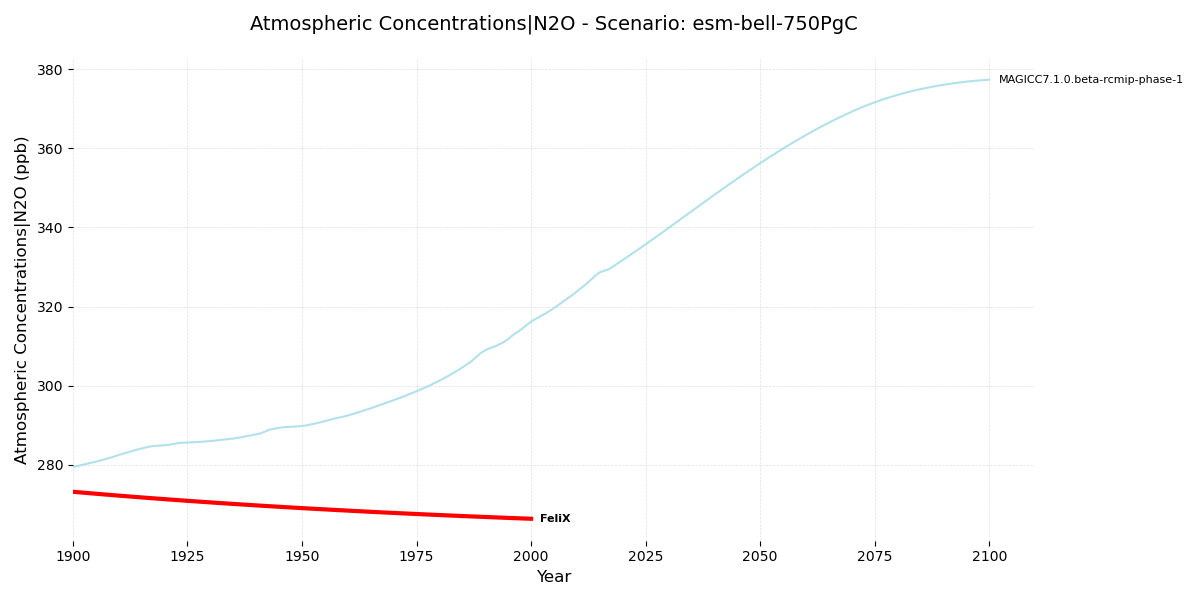 Atmospheric Concentrations|N2O - Scenario: esm-bell-750PgC
Atmospheric Concentrations|N2O (ppb)
380
360
340
320
300
280
MAGICC7.1.0.beta-rcmip-phase-1
FeliX
1900 1925 1950 1975 2000 2025 2050 2075 2100
Year